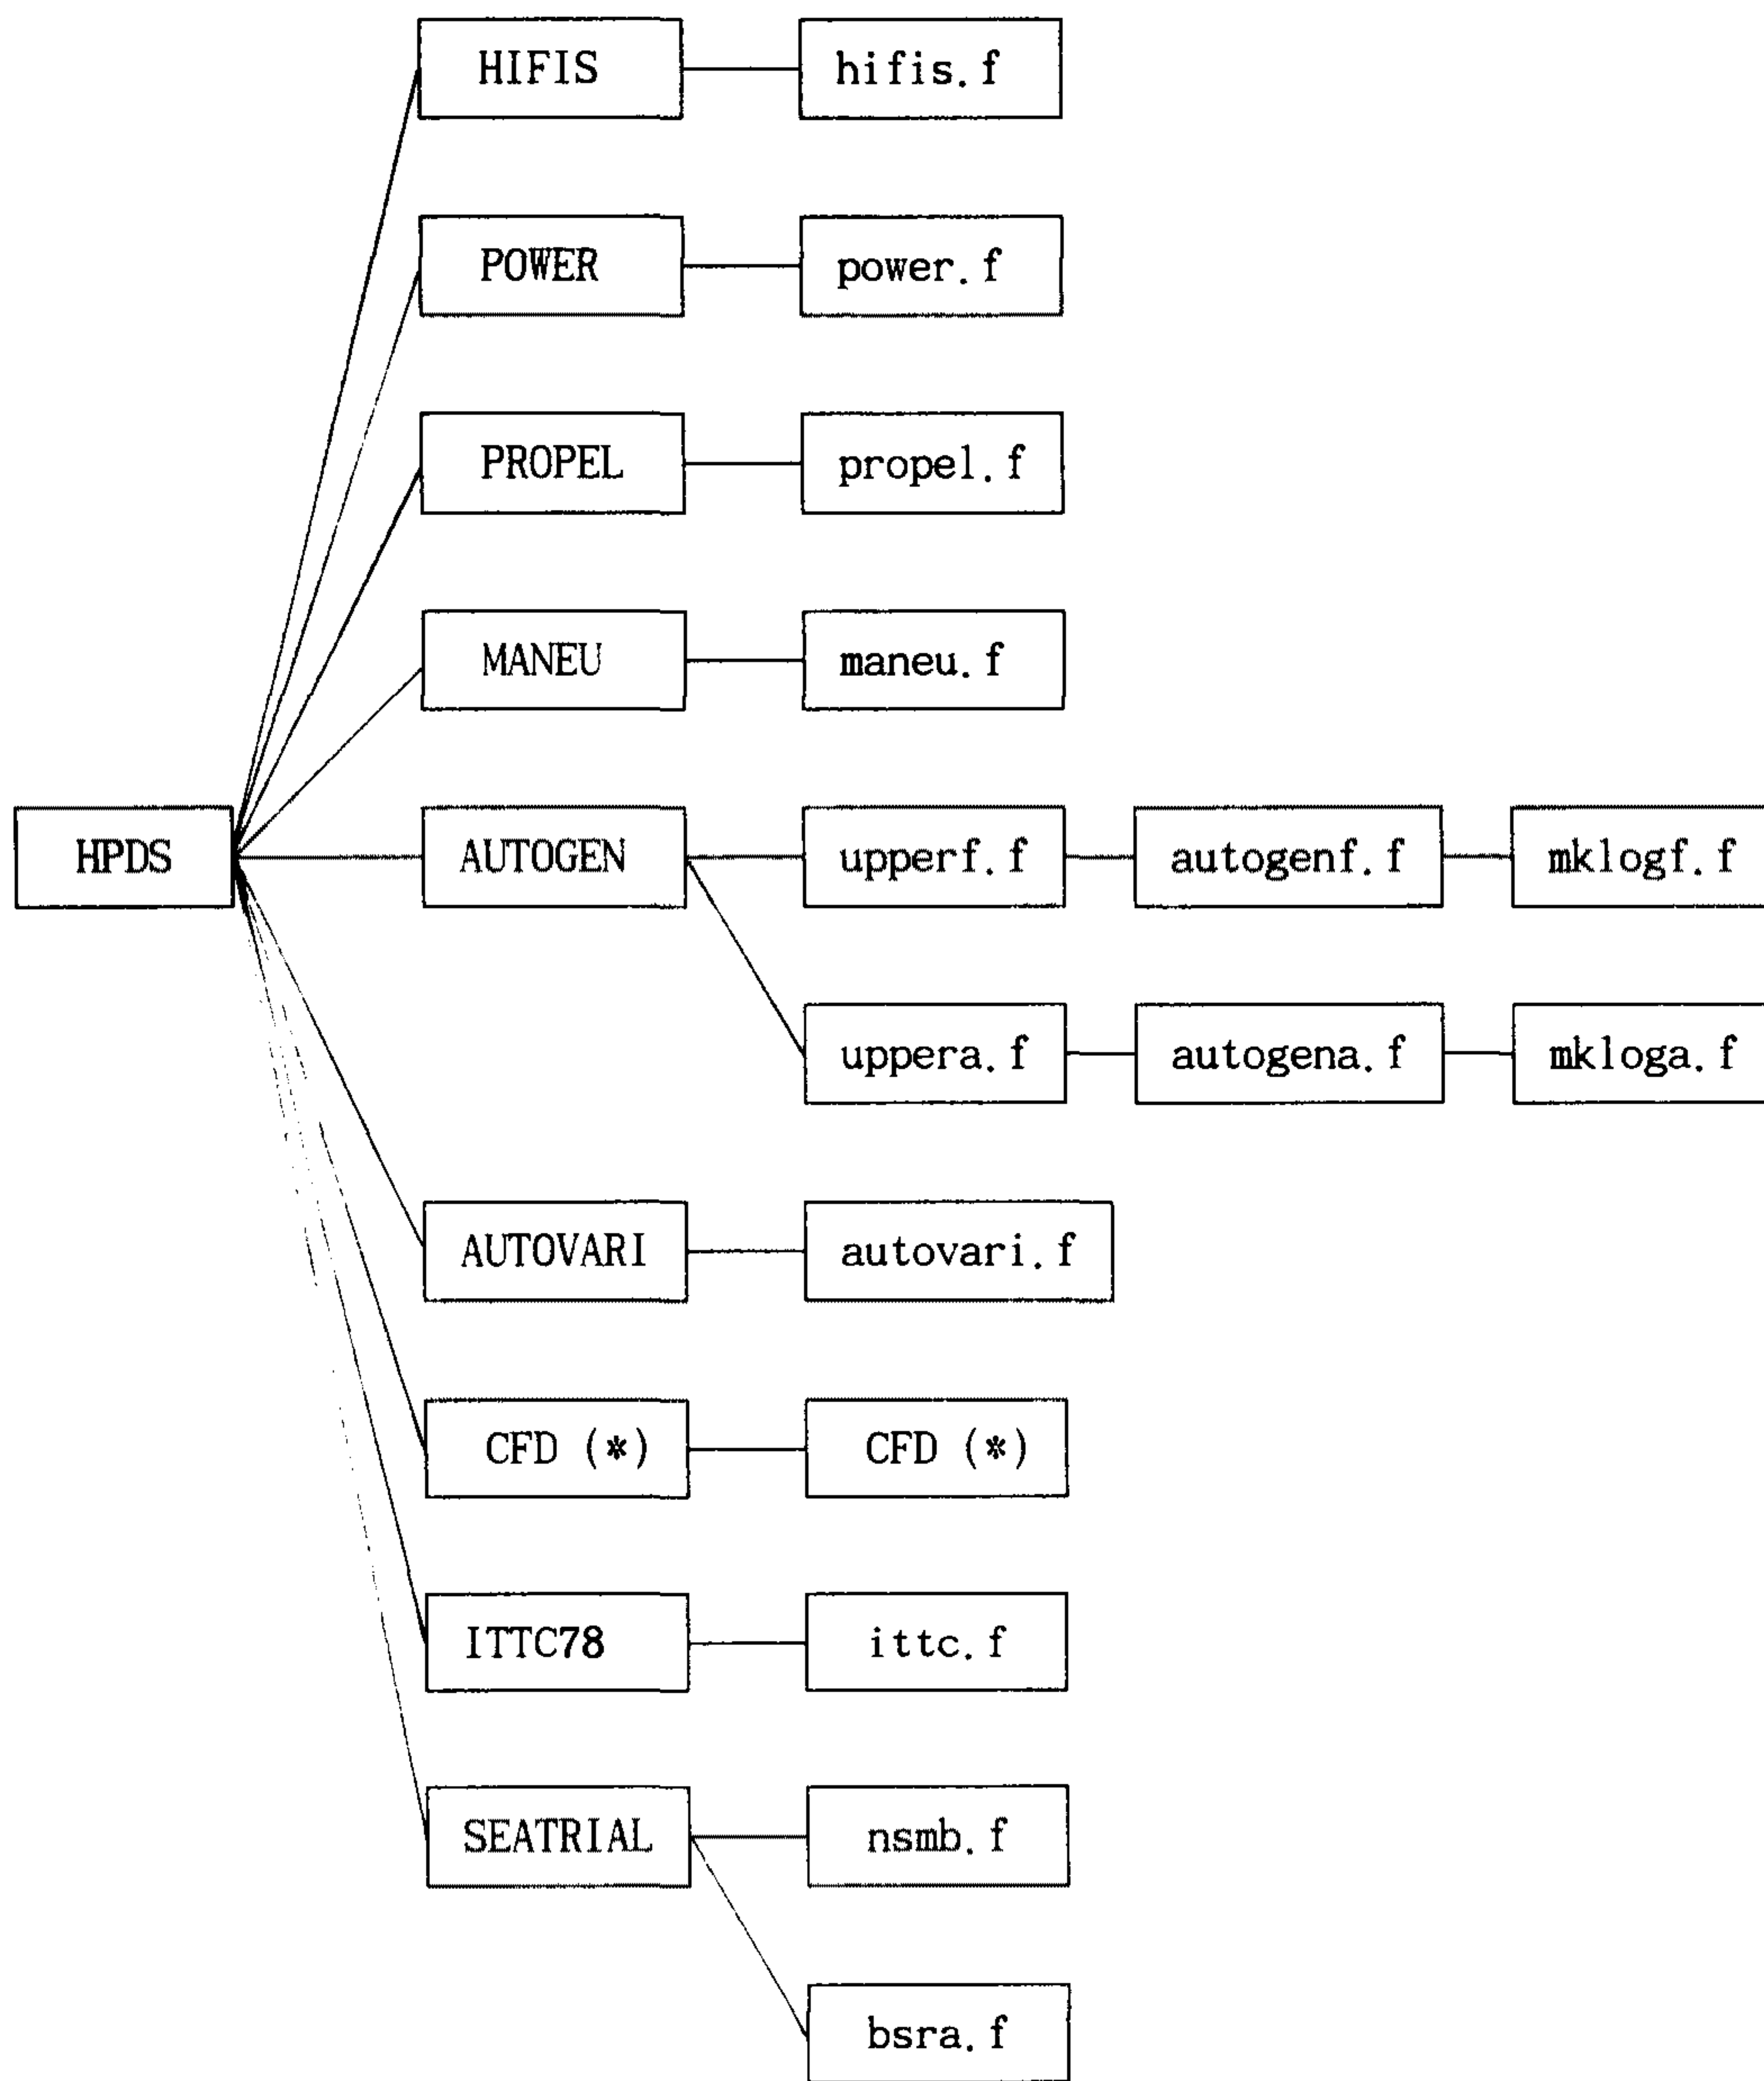 HIFIS hifis.f
POWER power.f
PROPEL propel.f
MANEU maneu.f
HPDS AUTOGEN upperf.f autogenf.f mklogf.f
uppera.f autogena.f mkloga.f
AUTOVARI autovari.f
CFD (*) CFD (*)
ITTC78 ittc.f
SEATRIAL nsmb.f
bsra.f